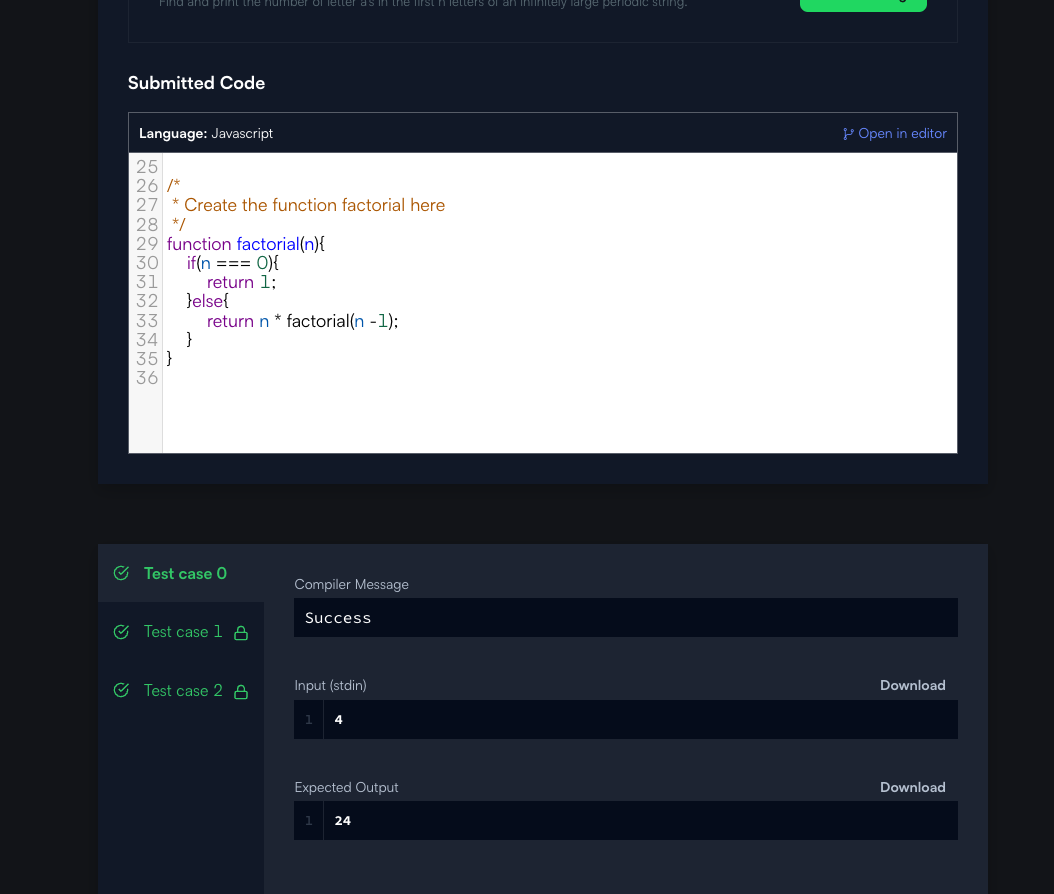 Find and print the number of letter a's in the first n letters of an infinitely large periodic string.
Submitted Code
Language: Javascript
Open in editor
25
26 /*
27 * Create the function factorial here
28 */
29 function factorial(n){
30 if(n === 0){
31 return 1;
32 }else{
33 return n * factorial(n -1);
34 }
35 }
36
Test case 0
Test case 1
Test case 2
Compiler Message
Success
Input (stdin)
Download
1 4
Expected Output
Download
1 24